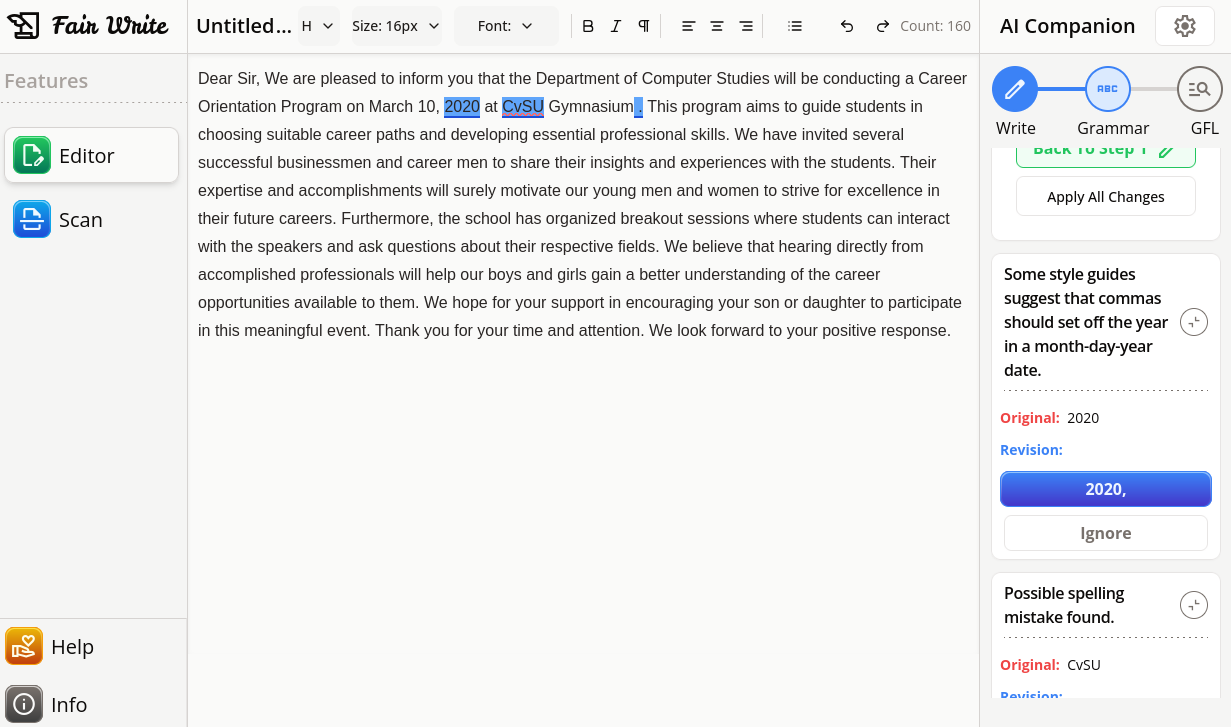 Fair Write
Untitled...
H
Size: 16px
Font:
B
I
¶
Count: 160
AI Companion
Features
Editor
Scan
Help
Info
Dear Sir, We are pleased to inform you that the Department of Computer Studies will be conducting a Career
Orientation Program on March 10, 2020 at CvSU Gymnasium . This program aims to guide students in
choosing suitable career paths and developing essential professional skills. We have invited several
successful businessmen and career men to share their insights and experiences with the students. Their
expertise and accomplishments will surely motivate our young men and women to strive for excellence in
their future careers. Furthermore, the school has organized breakout sessions where students can interact
with the speakers and ask questions about their respective fields. We believe that hearing directly from
accomplished professionals will help our boys and girls gain a better understanding of the career
opportunities available to them. We hope for your support in encouraging your son or daughter to participate
in this meaningful event. Thank you for your time and attention. We look forward to your positive response.
ABC
Write
Grammar
GFL
Back To Step 1
Apply All Changes
Some style guides
suggest that commas
should set off the year
in a month-day-year
date.
Original: 2020
Revision:
2020,
Ignore
Possible spelling
mistake found.
Original: CvSU
Revision: